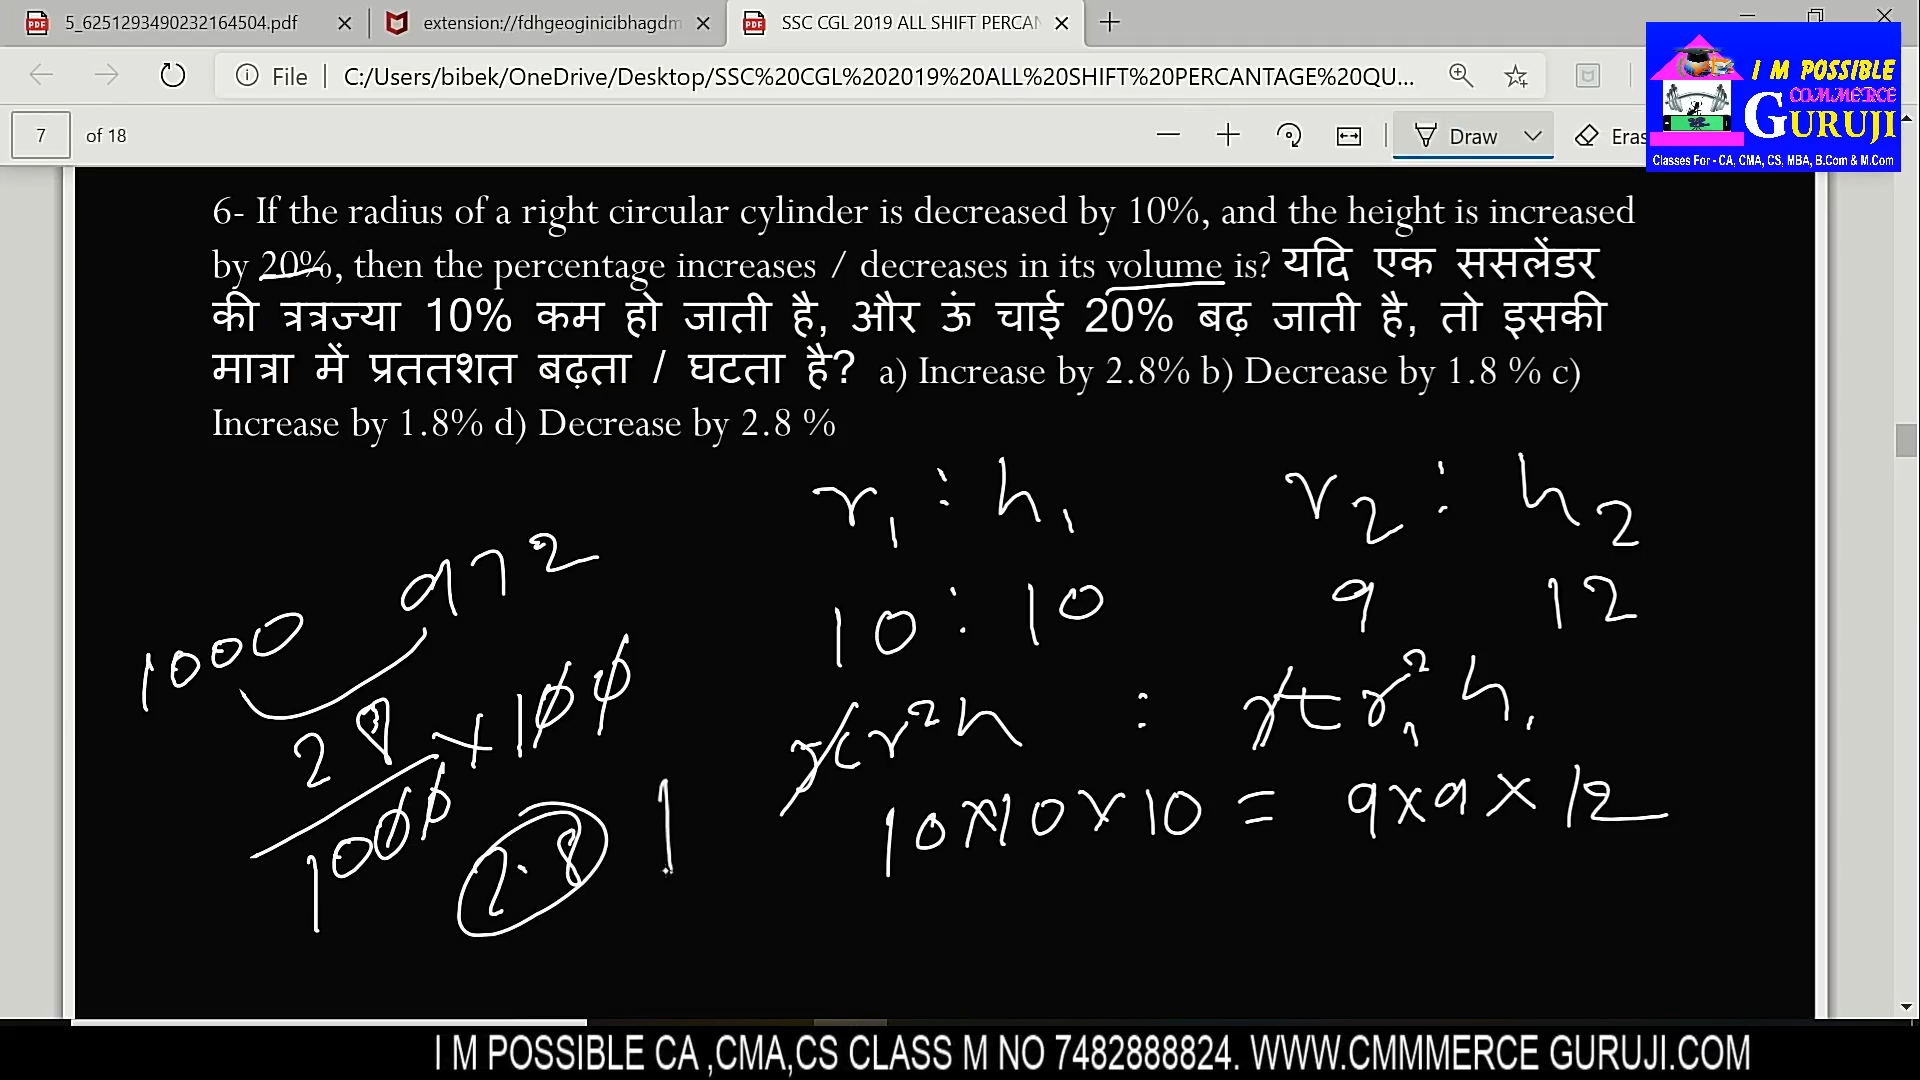 5_6251293490232164504.pdf
extension://fdhgeoginicibhagdm
SSC CGL 2019 ALL SHIFT PERCAN
File
C:/Users/bibek/OneDrive/Desktop/SSC%20CGL%202019%20ALL%20SHIFT%20PERCANTAGE%20QU...
7 of 18
Draw
Eras
I M POSSIBLE
COMMERCE
GURUJI
Classes For - CA, CMA, CS, MBA, B.Com & M.Com
6- If the radius of a right circular cylinder is decreased by 10%, and the height is increased
by 20%, then the percentage increases / decreases in its volume is? यदि एक ससलेंडर
की त्रत्रज्या 10% कम हो जाती है, और ऊं चाई 20% बढ़ जाती है, तो इसकी
मात्रा में प्रततशत बढ़ता / घटता है? a) Increase by 2.8% b) Decrease by 1.8 % c)
Increase by 1.8% d) Decrease by 2.8 %
r₁ : h₁ r₂ : h₂
10 : 10 9 12
πr²h : πr₁²h₁
10×10×10 = 9×9×12
1000 972
28 × 100
1000
2.8
I M POSSIBLE CA ,CMA,CS CLASS M NO 7482888824. WWW.CMMMERCE GURUJI.COM